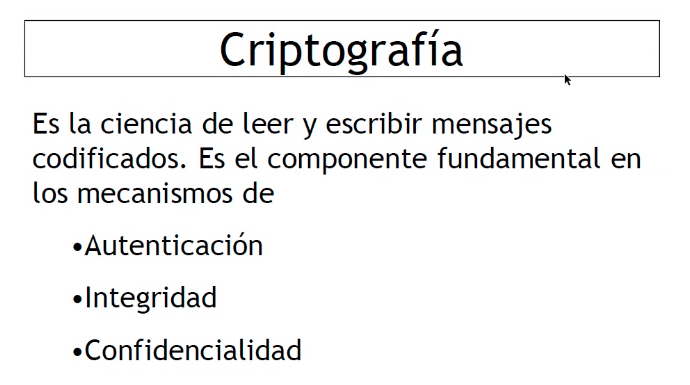 Criptografía
Es la ciencia de leer y escribir mensajes
codificados. Es el componente fundamental en
los mecanismos de
•Autenticación
•Integridad
•Confidencialidad